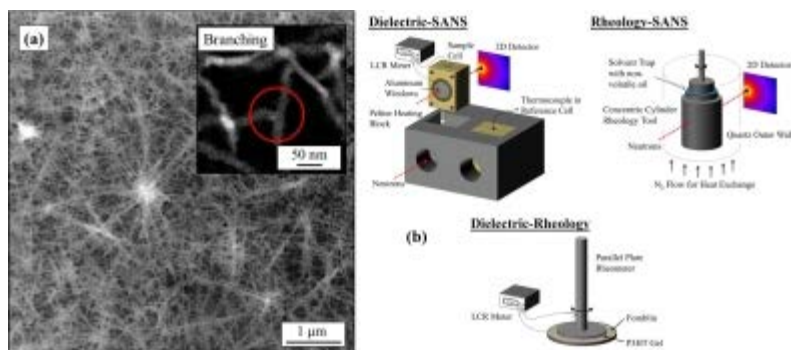 (a)
Branching
50 nm
1 µm
Dielectric-SANS
LCR Meter
Sample
Cell
2D Detector
Aluminum
Windows
Peltier Heating
Block
Thermocouple in
Reference Cell
Neutrons
Rheology-SANS
Solvent Trap
with non-
volatile oil
2D Detector
Concentric Cylinder
Rheology Tool
Neutrons
Quartz Outer Wall
N₂ Flow for Heat Exchange
(b)
Dielectric-Rheology
Parallel Plate
Rheometer
LCR Meter
Fomblin
P3HT Gel